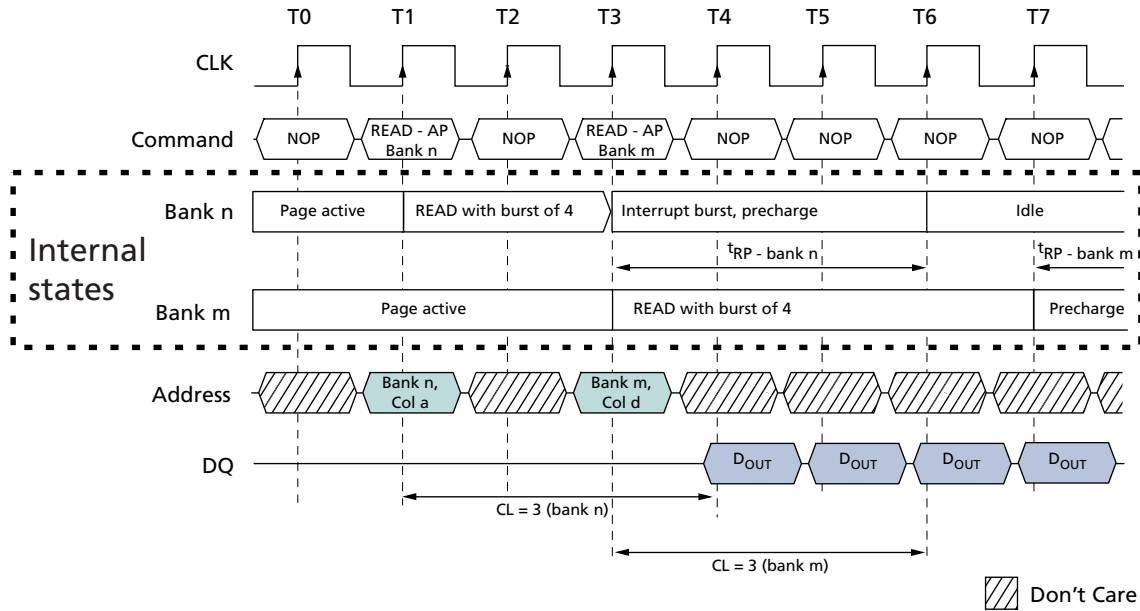 T0 T1 T2 T3 T4 T5 T6 T7
CLK
Command NOP READ - AP NOP READ - AP NOP NOP NOP NOP
Bank n Bank m
Bank n Page active READ with burst of 4 Interrupt burst, precharge Idle
Internal
states
tRP - bank n tRP - bank m
Bank m Page active READ with burst of 4 Precharge
Address Bank n, Bank m,
Col a Col d
DQ DOUT DOUT DOUT DOUT
CL = 3 (bank n)
CL = 3 (bank m)
Don't Care